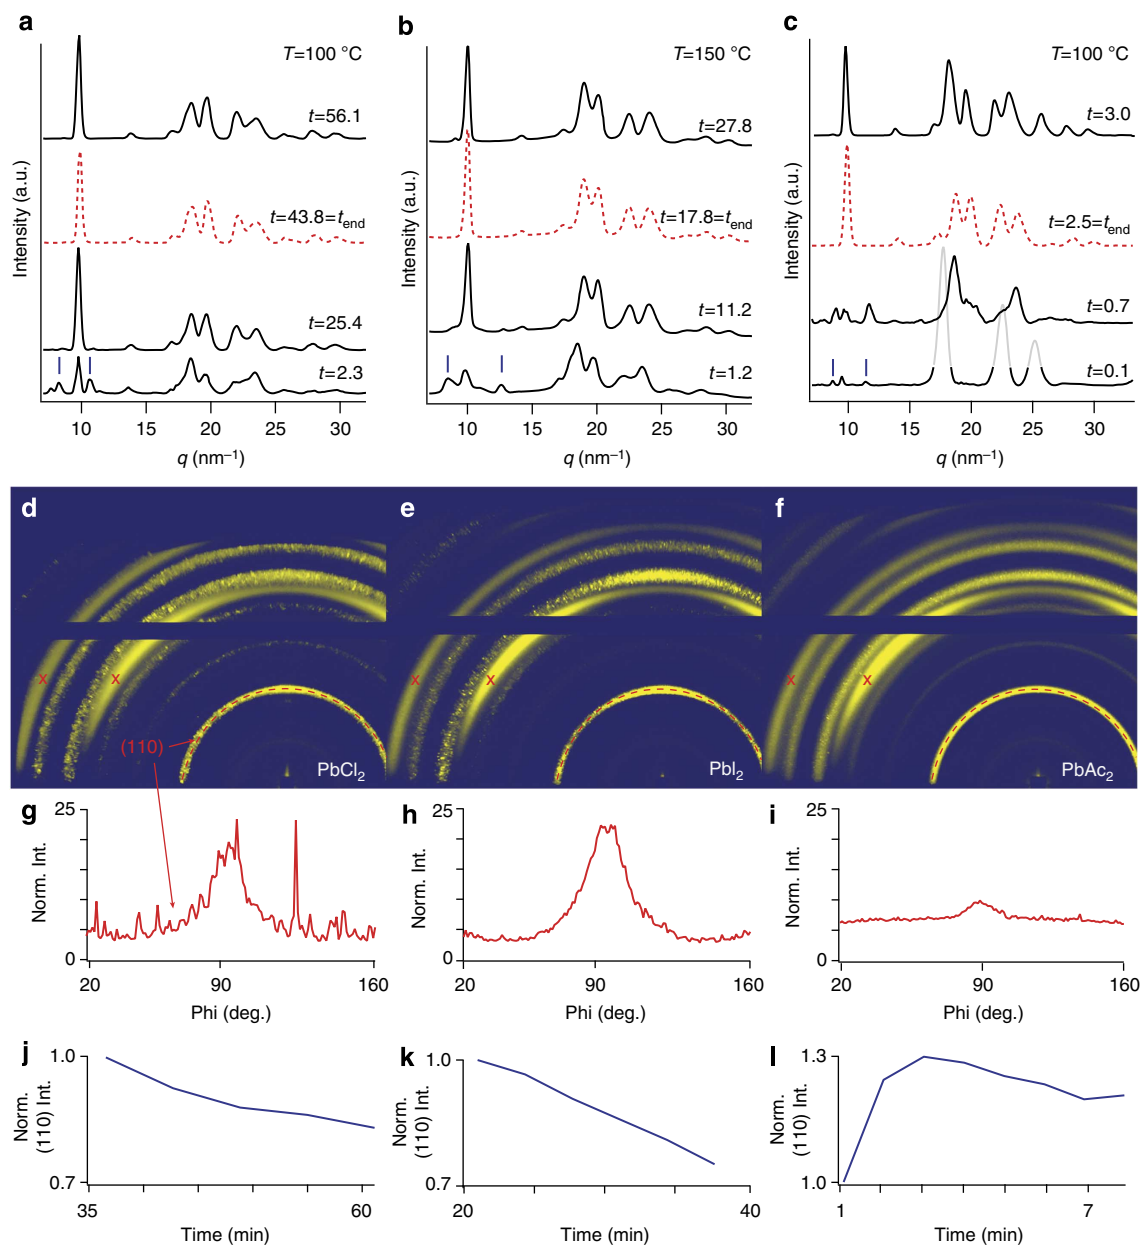 a
b
c
T=100 °C
T=150 °C
T=100 °C
t=56.1
t=27.8
t=3.0
t=43.8=tend
t=17.8=tend
t=2.5=tend
t=25.4
t=11.2
t=0.7
t=2.3
t=1.2
t=0.1
Intensity (a.u.)
Intensity (a.u.)
Intensity (a.u.)
10 15 20 25 30
10 15 20 25 30
10 15 20 25 30
q (nm–1)
q (nm–1)
q (nm–1)
d
e
f
x x
x x
x x
(110)
PbCl2
PbI2
PbAc2
g
h
i
25
0
Norm. Int.
20 90 160
Phi (deg.)
25
0
Norm. Int.
20 90 160
Phi (deg.)
25
0
Norm. Int.
20 90 160
Phi (deg.)
j
k
l
1.0
0.7
Norm.
(110) Int.
35 60
Time (min)
1.0
0.7
Norm.
(110) Int.
20 40
Time (min)
1.3
1.0
Norm.
(110) Int.
1 7
Time (min)